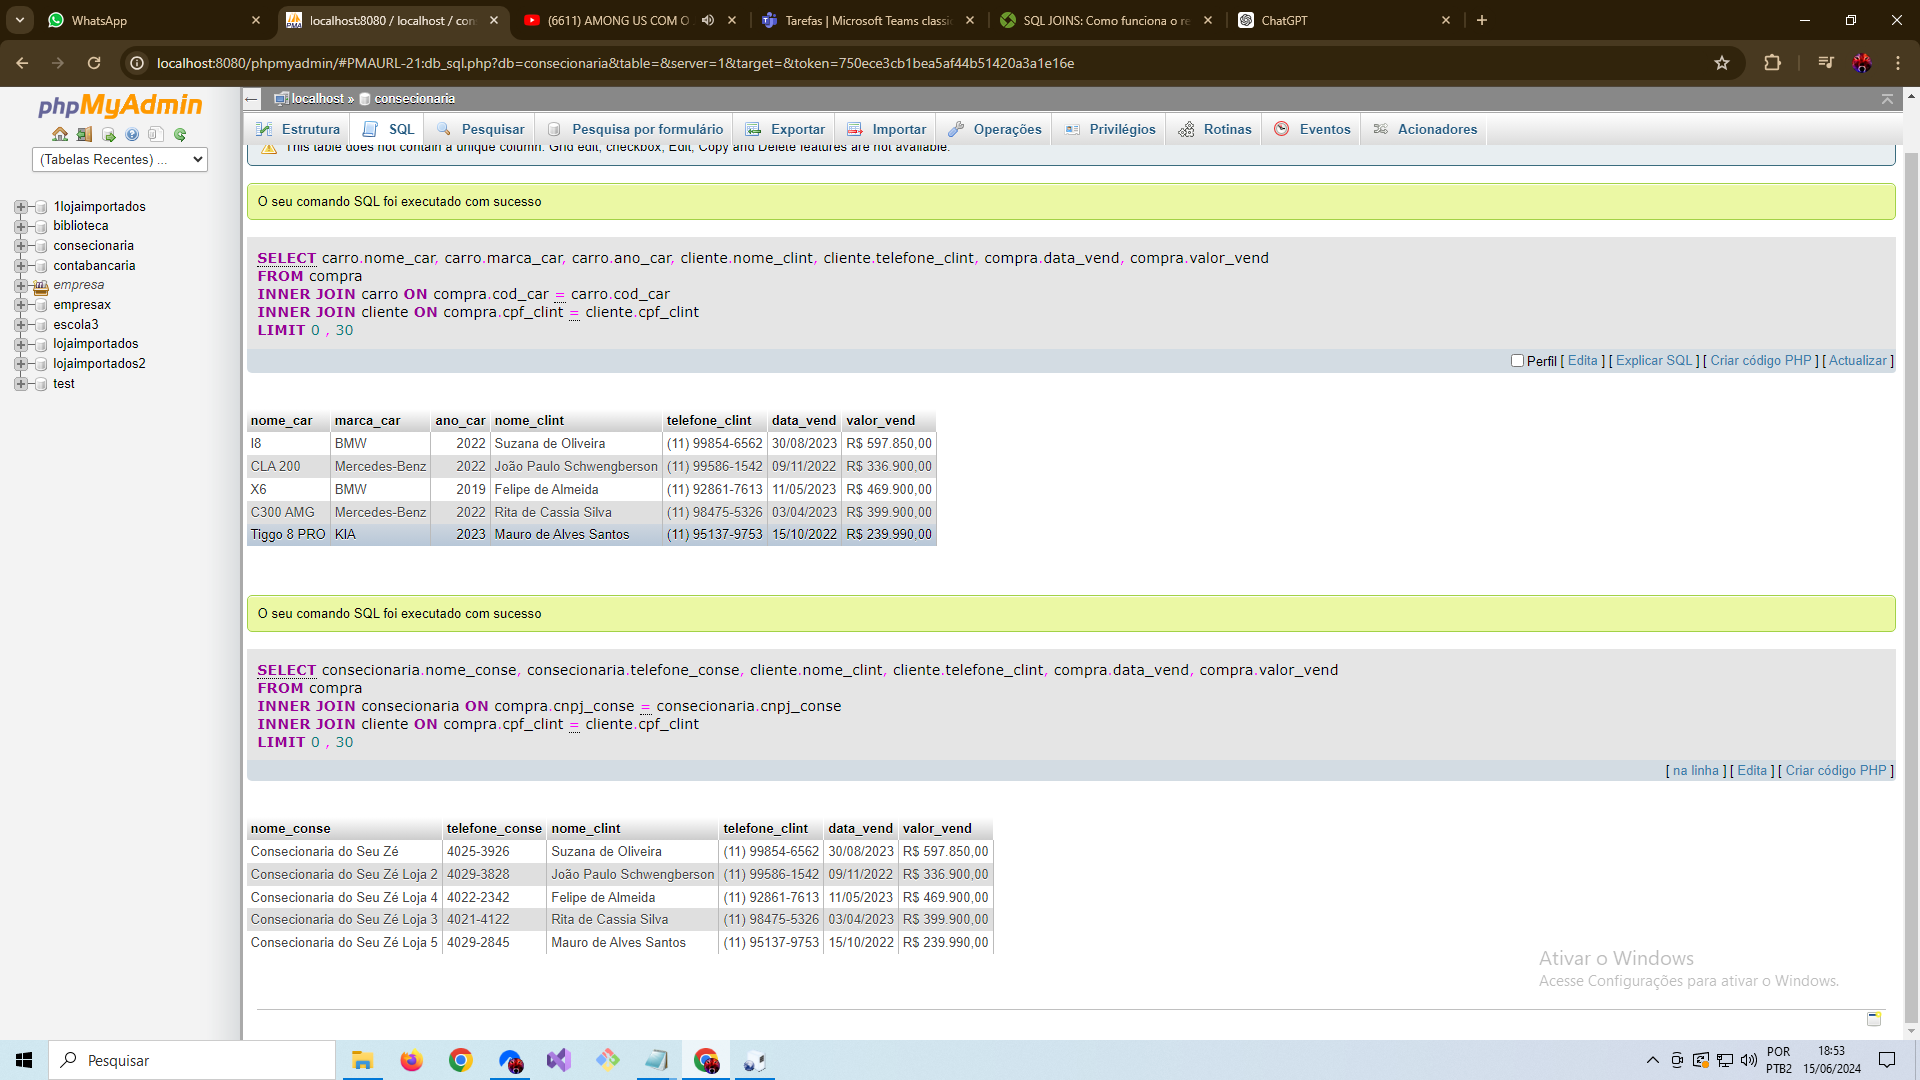 WhatsApp
localhost:8080 / localhost / con
(6611) AMONG US COM O
Tarefas | Microsoft Teams classic
SQL JOINS: Como funciona o re
ChatGPT
localhost:8080/phpmyadmin/#PMAURL-21:db_sql.php?db=consecionaria&table=&server=1&target=&token=750ece3cb1bea5af44b51420a3a1e16e
phpMyAdmin
(Tabelas Recentes) ...
1lojaimportados
biblioteca
consecionaria
contabancaria
empresa
empresax
escola3
lojaimportados
lojaimportados2
test
localhost » consecionaria
Estrutura SQL Pesquisar Pesquisa por formulário Exportar Importar Operações Privilégios Rotinas Eventos Acionadores
This table does not contain a unique column. Grid edit, checkbox, Edit, Copy and Delete features are not available.
O seu comando SQL foi executado com sucesso
SELECT carro.nome_car, carro.marca_car, carro.ano_car, cliente.nome_clint, cliente.telefone_clint, compra.data_vend, compra.valor_vend
FROM compra
INNER JOIN carro ON compra.cod_car = carro.cod_car
INNER JOIN cliente ON compra.cpf_clint = cliente.cpf_clint
LIMIT 0 , 30
Perfil [ Edita ] [ Explicar SQL ] [ Criar código PHP ] [ Actualizar ]
nome_car marca_car ano_car nome_clint telefone_clint data_vend valor_vend
I8 BMW 2022 Suzana de Oliveira (11) 99854-6562 30/08/2023 R$ 597.850,00
CLA 200 Mercedes-Benz 2022 João Paulo Schwengberson (11) 99586-1542 09/11/2022 R$ 336.900,00
X6 BMW 2019 Felipe de Almeida (11) 92861-7613 11/05/2023 R$ 469.900,00
C300 AMG Mercedes-Benz 2022 Rita de Cassia Silva (11) 98475-5326 03/04/2023 R$ 399.900,00
Tiggo 8 PRO KIA 2023 Mauro de Alves Santos (11) 95137-9753 15/10/2022 R$ 239.990,00
O seu comando SQL foi executado com sucesso
SELECT consecionaria.nome_conse, consecionaria.telefone_conse, cliente.nome_clint, cliente.telefone_clint, compra.data_vend, compra.valor_vend
FROM compra
INNER JOIN consecionaria ON compra.cnpj_conse = consecionaria.cnpj_conse
INNER JOIN cliente ON compra.cpf_clint = cliente.cpf_clint
LIMIT 0 , 30
[ na linha ] [ Edita ] [ Criar código PHP ]
nome_conse telefone_conse nome_clint telefone_clint data_vend valor_vend
Consecionaria do Seu Zé 4025-3926 Suzana de Oliveira (11) 99854-6562 30/08/2023 R$ 597.850,00
Consecionaria do Seu Zé Loja 2 4029-3828 João Paulo Schwengberson (11) 99586-1542 09/11/2022 R$ 336.900,00
Consecionaria do Seu Zé Loja 4 4022-2342 Felipe de Almeida (11) 92861-7613 11/05/2023 R$ 469.900,00
Consecionaria do Seu Zé Loja 3 4021-4122 Rita de Cassia Silva (11) 98475-5326 03/04/2023 R$ 399.900,00
Consecionaria do Seu Zé Loja 5 4029-2845 Mauro de Alves Santos (11) 95137-9753 15/10/2022 R$ 239.990,00
Ativar o Windows
Acesse Configurações para ativar o Windows.
Pesquisar
POR
PTB2
18:53
15/06/2024